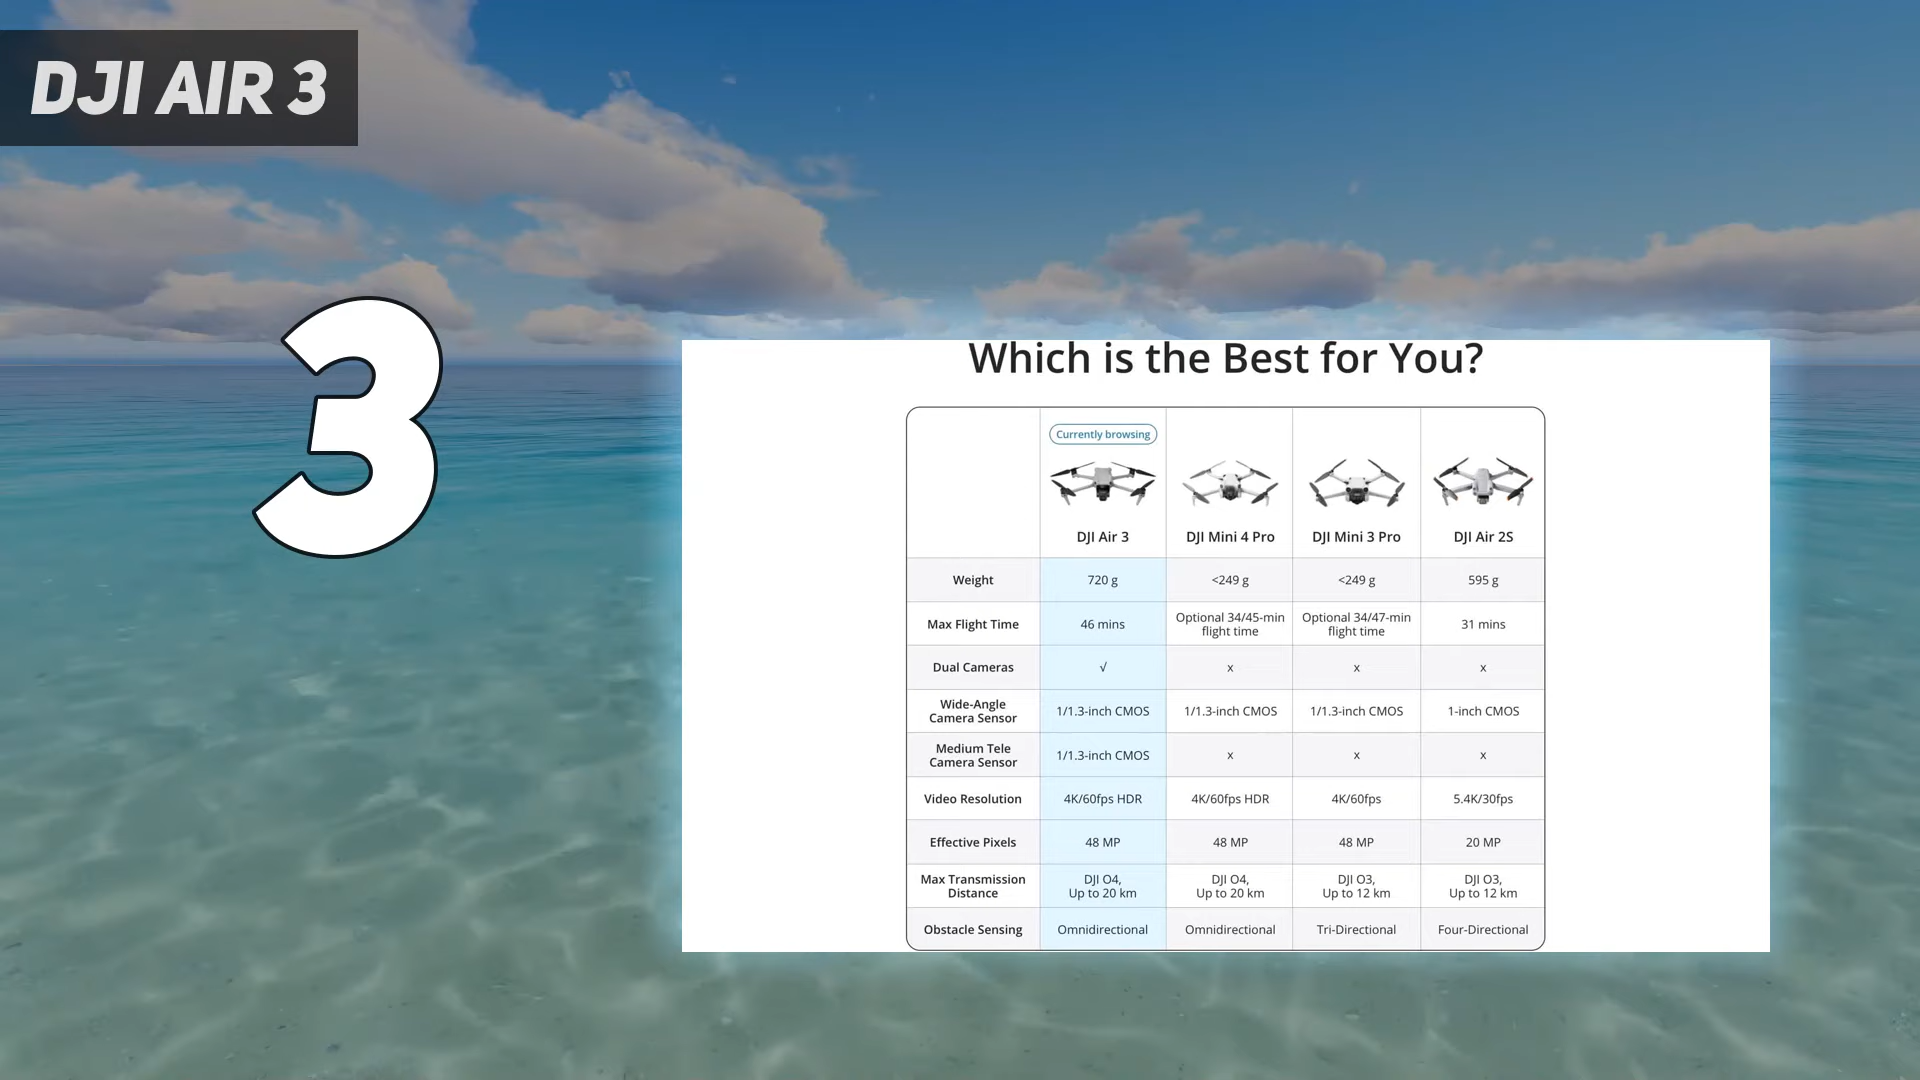 DJI AIR 3
3
Which is the Best for You?
Currently browsing
DJI Air 3 DJI Mini 4 Pro DJI Mini 3 Pro DJI Air 2S
Weight 720 g <249 g <249 g 595 g
Max Flight Time 46 mins Optional 34/45-min flight time Optional 34/47-min flight time 31 mins
Dual Cameras √ x x x
Wide-Angle Camera Sensor 1/1.3-inch CMOS 1/1.3-inch CMOS 1/1.3-inch CMOS 1-inch CMOS
Medium Tele Camera Sensor 1/1.3-inch CMOS x x x
Video Resolution 4K/60fps HDR 4K/60fps HDR 4K/60fps 5.4K/30fps
Effective Pixels 48 MP 48 MP 48 MP 20 MP
Max Transmission Distance DJI O4, Up to 20 km DJI O4, Up to 20 km DJI O3, Up to 12 km DJI O3, Up to 12 km
Obstacle Sensing Omnidirectional Omnidirectional Tri-Directional Four-Directional